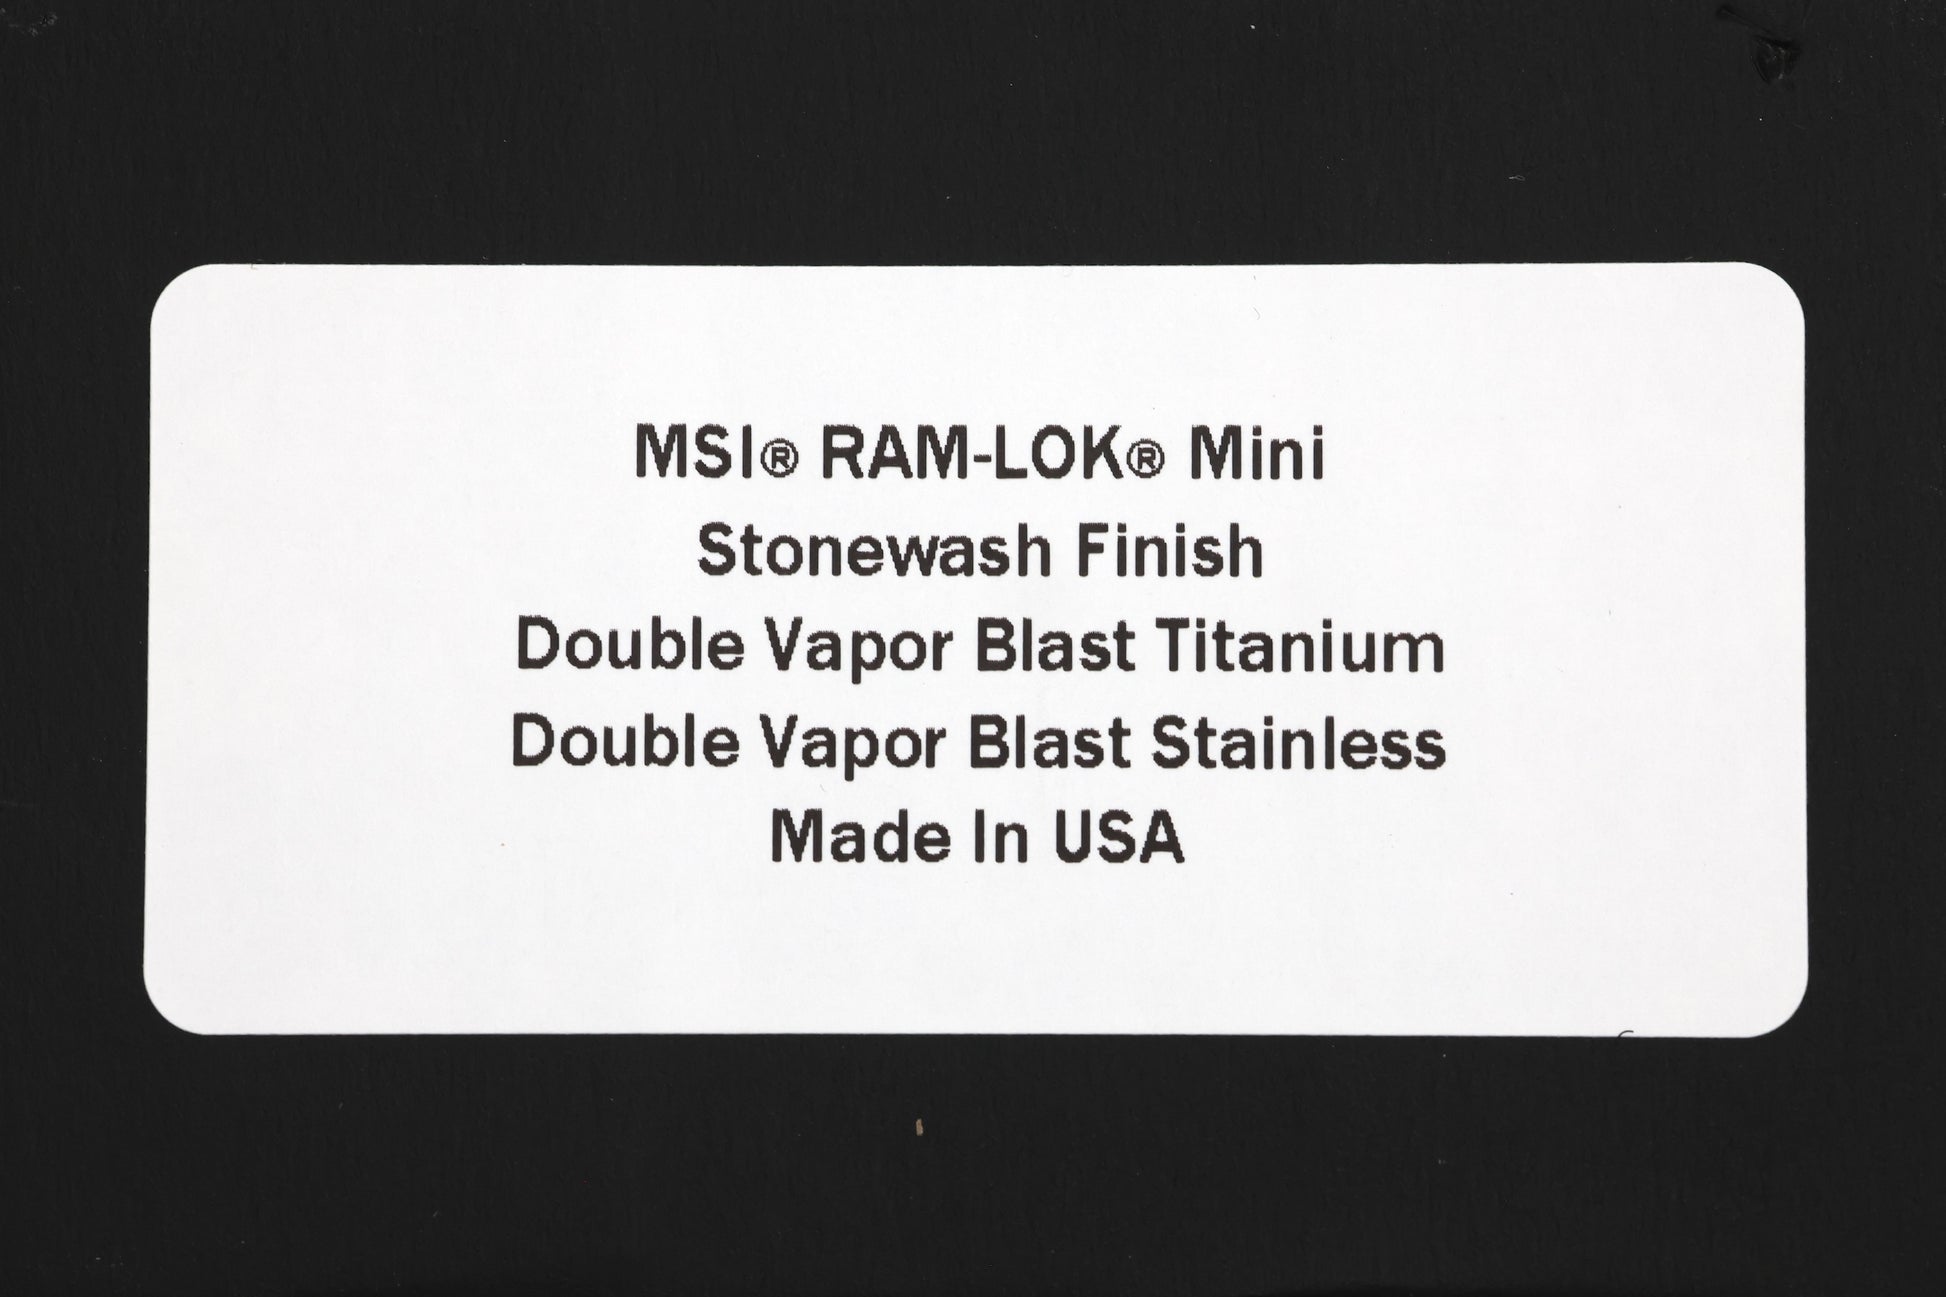 MSI® RAM-LOK® Mini
Stonewash Finish
Double Vapor Blast Titanium
Double Vapor Blast Stainless
Made In USA